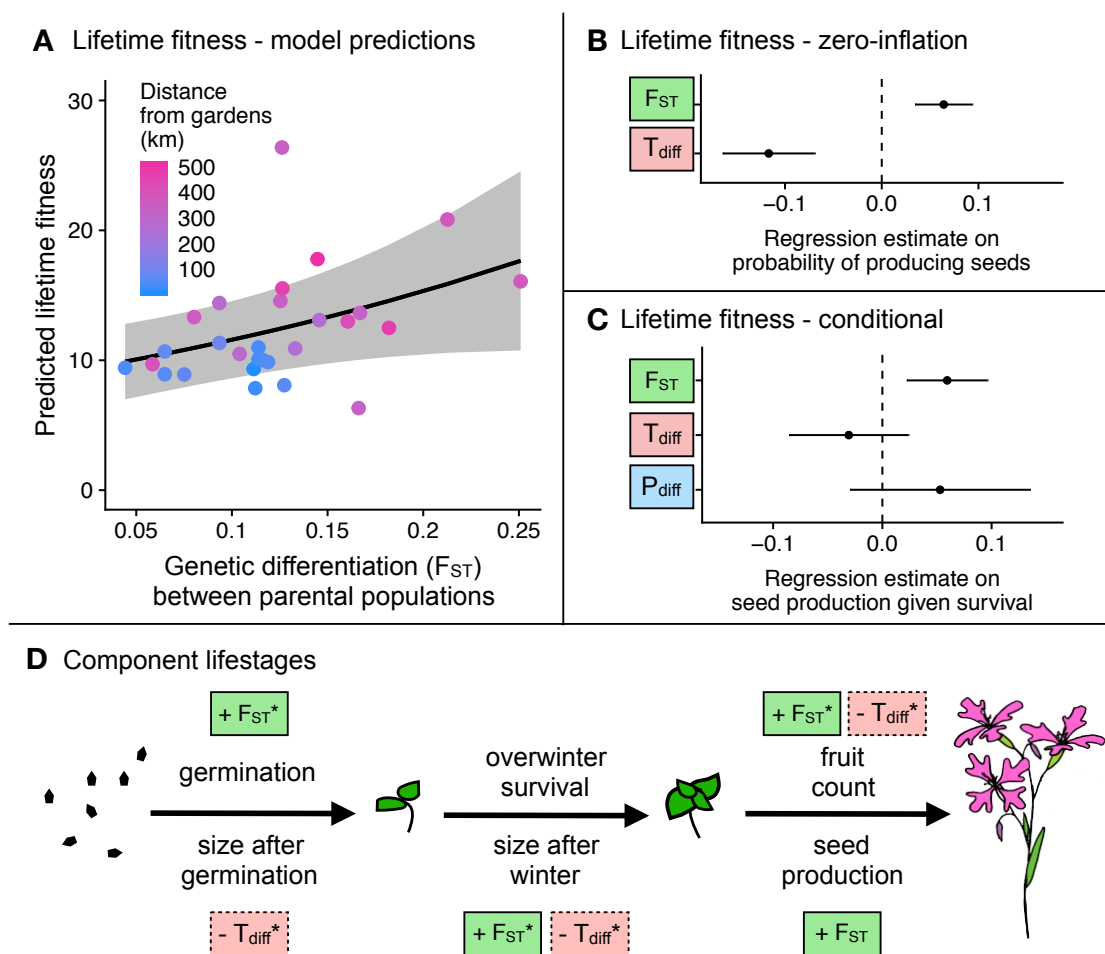 A Lifetime fitness - model predictions
Distance
from gardens
(km)
500
400
300
200
100
30
20
10
0
Predicted lifetime fitness
0.05 0.1 0.15 0.2 0.25
Genetic differentiation (FST)
between parental populations
B Lifetime fitness - zero-inflation
FST
Tdiff
−0.1 0.0 0.1
Regression estimate on
probability of producing seeds
C Lifetime fitness - conditional
FST
Tdiff
Pdiff
−0.1 0.0 0.1
Regression estimate on
seed production given survival
D Component lifestages
+ FST*
germination
size after
germination
- Tdiff*
overwinter
survival
size after
winter
+ FST* - Tdiff*
+ FST* - Tdiff*
fruit
count
seed
production
+ FST